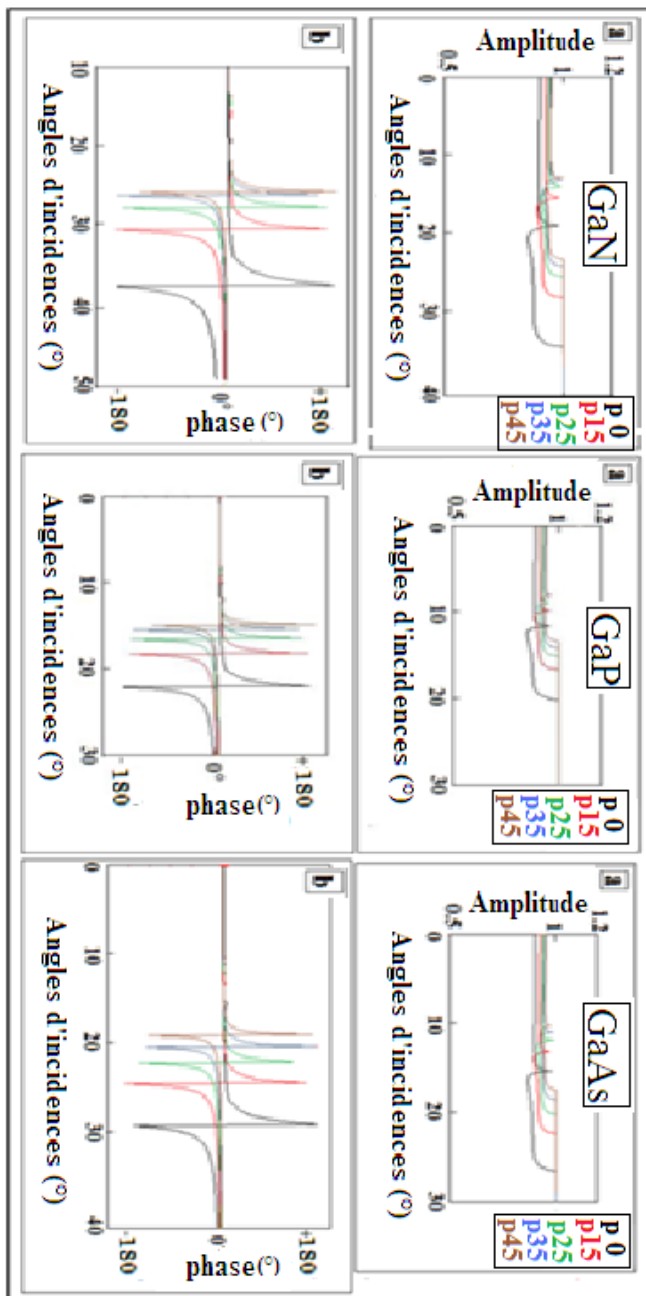 a
Amplitude
1.2
1
0.5
0
10
20
30
40
GaN
Angles d'incidences (°)
p 0
p15
p25
p35
p45
a
Amplitude
1.2
1
0.5
0
10
20
30
GaP
Angles d'incidences (°)
p 0
p15
p25
p35
p45
a
Amplitude
1.2
1
0.5
0
10
20
30
GaAs
Angles d'incidences (°)
p 0
p15
p25
p35
p45
b
+180
0°
-180
phase (°)
10
20
30
40
50
Angles d'incidences (°)
b
+180
0°
-180
phase(°)
0
10
20
30
Angles d'incidences (°)
b
+180
0°
-180
phase(°)
0
10
20
30
40
Angles d'incidences (°)